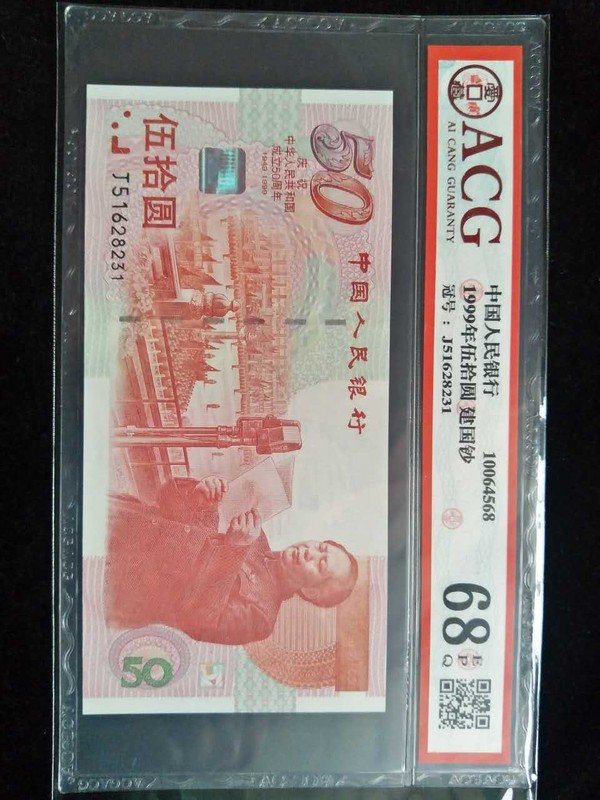 ACG
AI CANG GUARANTY
中国人民银行 10064568
1999年伍拾圆 建国钞
冠号：J51628231
68 EPQ
50
庆祝
中华人民共和国
成立50周年
1949-1999
中国人民银行
伍拾圆
J51628231
50